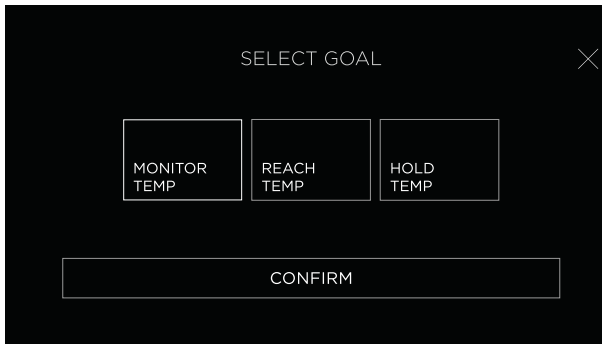 SELECT GOAL
MONITOR
TEMP
REACH
TEMP
HOLD
TEMP
CONFIRM